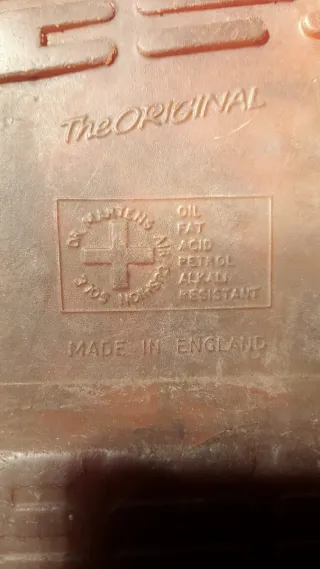 The ORIGINAL
DR. MARTENS AIR CUSHION SOLE
OIL
FAT
ACID
PETROL
ALKALI
RESISTANT
MADE IN ENGLAND